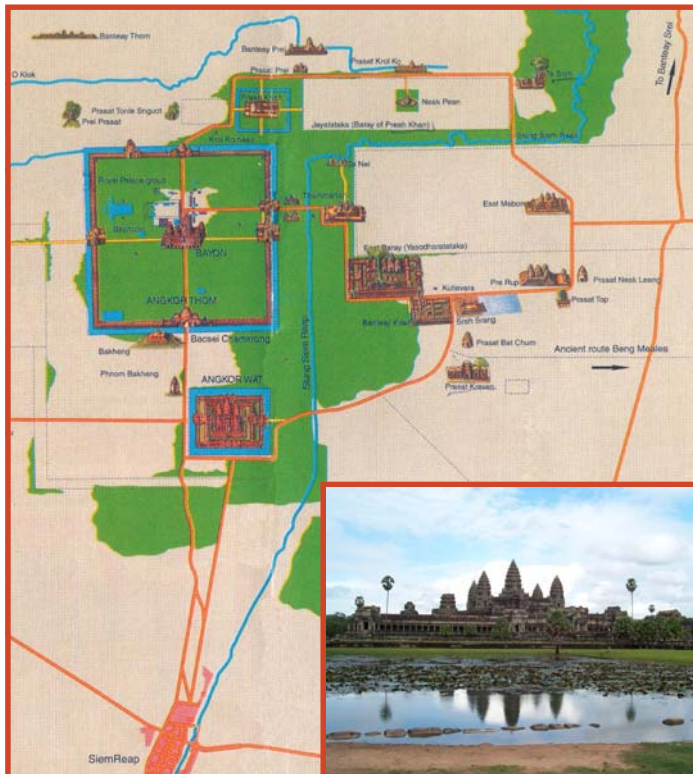 Banteay Thom
To Banteay Srei
Banteay Prei
Prasat Prei
Prasat Krol Ko
O Klok
Ta Som
Preah Khan
Neak Pean
Prasat Tonle Snguot
Prei Prasat
Jayatataka (Baray of Preah Khan)
Stung Siem Reap
Krol Romeas
Ta Nei
Royal Palace group
Thommanon
East Mebon
Baphuon
BAYON
East Baray (Yasodharatataka)
Kutisvara
Pre Rup
Prasat Neak Leang
ANGKOR THOM
Prasat Top
Banteay Kdei
Srah Srang
Baksei Chamkrong
Bakheng
Prasat Bat Chum
Ancient route Beng Mealea
Phnom Bakheng
Stung Siem Reap
ANGKOR WAT
Prasat Kravan
SiemReap